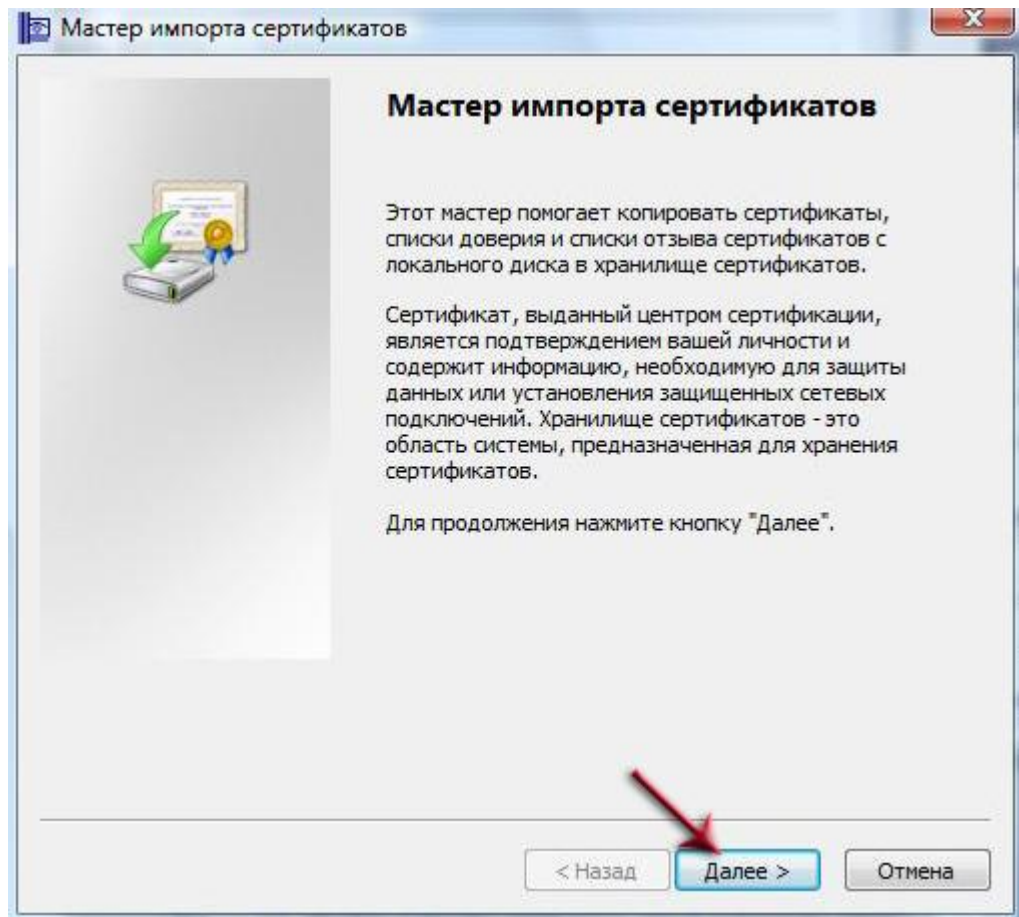 Мастер импорта сертификатов
Мастер импорта сертификатов
Этот мастер помогает копировать сертификаты,
списки доверия и списки отзыва сертификатов с
локального диска в хранилище сертификатов.
Сертификат, выданный центром сертификации,
является подтверждением вашей личности и
содержит информацию, необходимую для защиты
данных или установления защищенных сетевых
подключений. Хранилище сертификатов - это
область системы, предназначенная для хранения
сертификатов.
Для продолжения нажмите кнопку "Далее".
< Назад
Далее >
Отмена